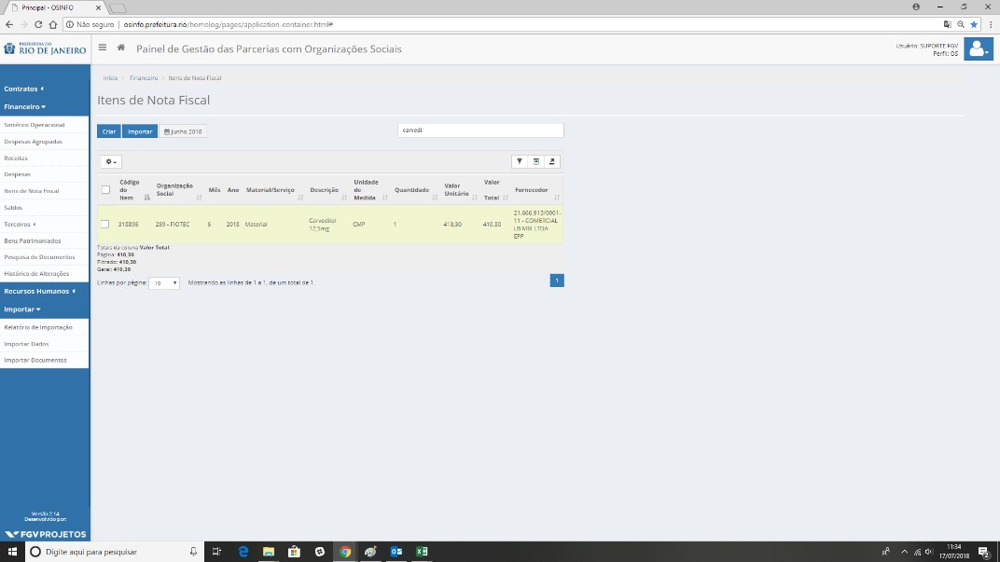 Principal - OSINFO
Não seguro
osinfo.prefeitura.rio/homolog/pages/application-container.html#
PREFEITURA DO
RIO DE JANEIRO
Painel de Gestão das Parcerias com Organizações Sociais
Usuário: SUPORTE FGV
Perfil: OS
Contratos
Financeiro
Sintético Operacional
Despesas Agrupadas
Receitas
Despesas
Itens de Nota Fiscal
Saldos
Terceiros
Bens Patrimoniados
Pesquisa de Documentos
Histórico de Alterações
Recursos Humanos
Importar
Relatório de Importação
Importar Dados
Importar Documentos
Versão 2.14
Desenvolvido por:
FGV PROJETOS
Início > Financeiro > Itens de Nota Fiscal
Itens de Nota Fiscal
Criar Importar Junho 2018
carvedi
Código do Item Organização Social Mês Ano Material/Serviço Descrição Unidade de Medida Quantidade Valor Unitário Valor Total Fornecedor
318895 259 - FIOTEC 6 2018 Material Carvedilol 12,5mg CMP 1 410,30 410,30 21.666.913/0001-11 - COMERCIAL LB MIX LTDA EPP
Totais da coluna Valor Total:
Página: 410,30
Filtrado: 410,30
Geral: 410,30
Linhas por página: 10 Mostrando as linhas de 1 a 1, de um total de 1.
1
Digite aqui para pesquisar
11:34
17/07/2018
2